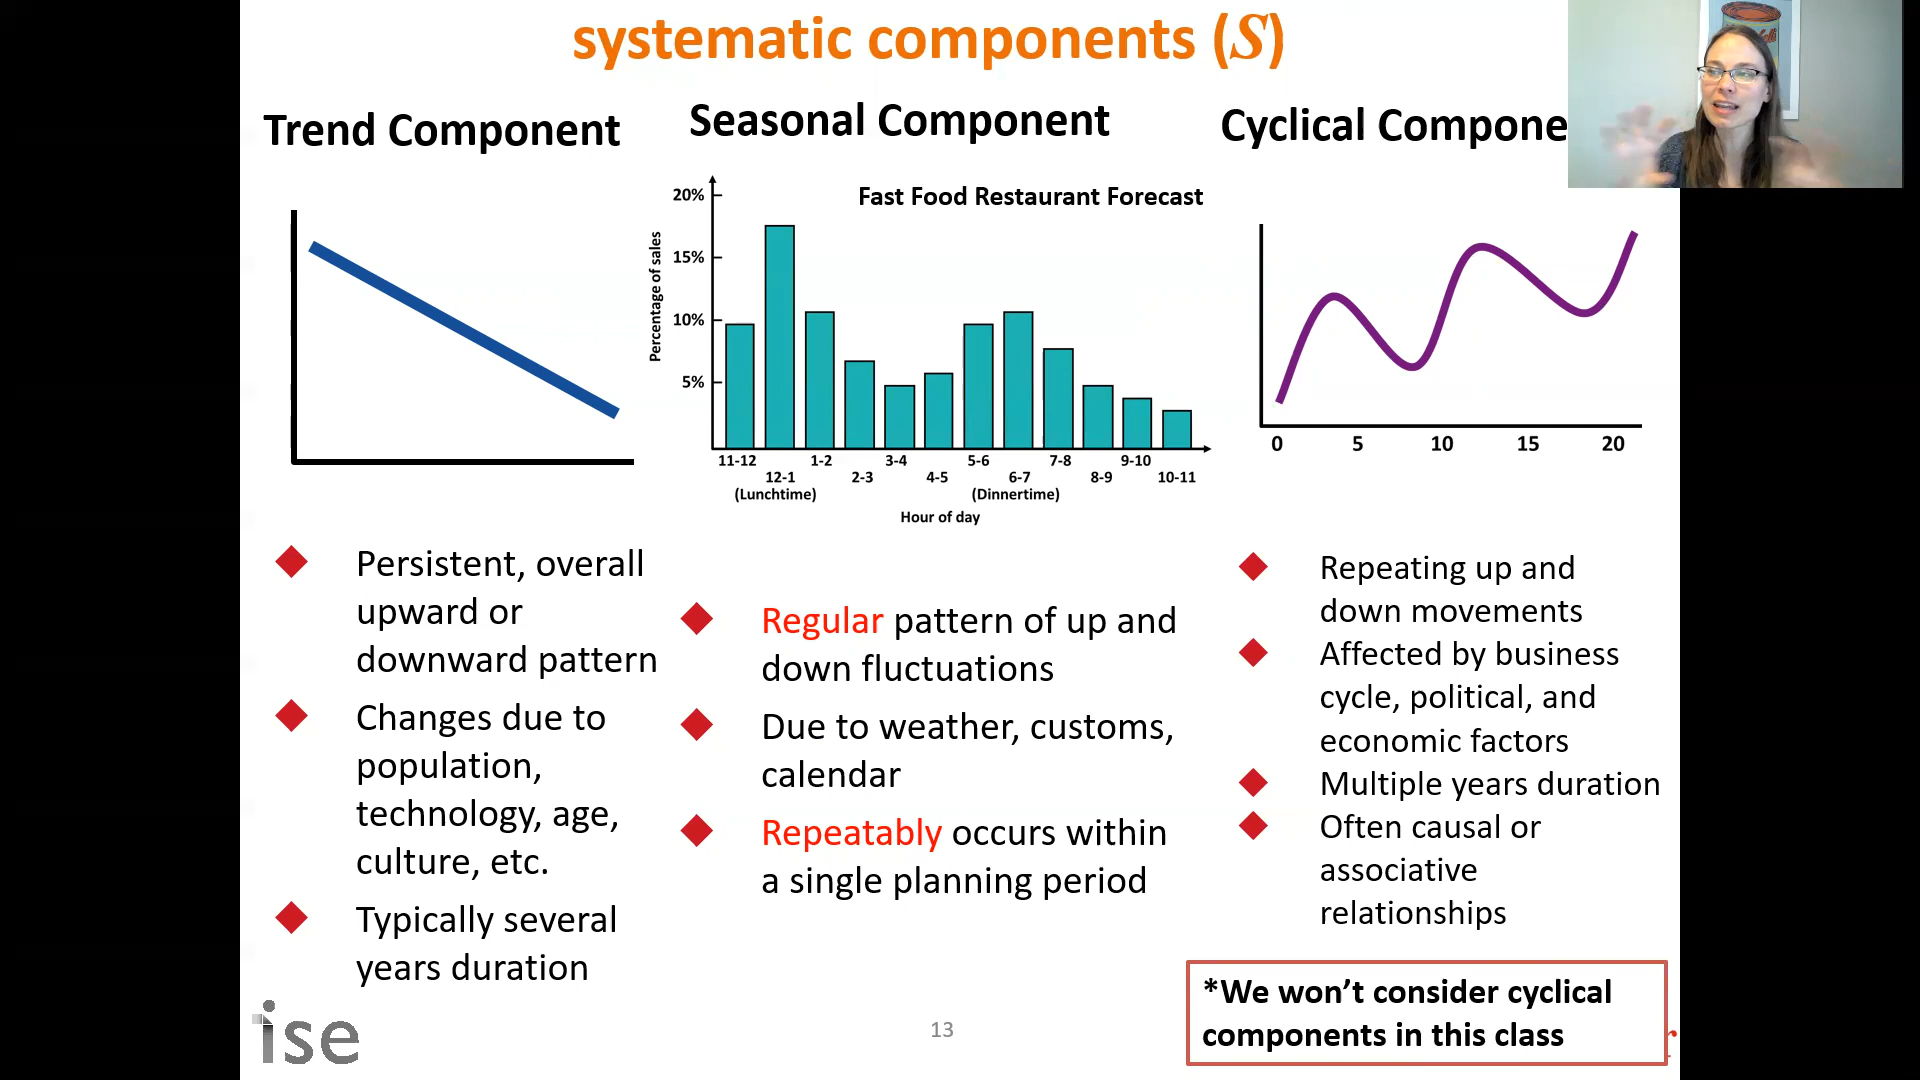 systematic components (S)
Trend Component
Seasonal Component
Cyclical Compone
Fast Food Restaurant Forecast
Percentage of sales
20%
15%
10%
5%
11-12
12-1
1-2
2-3
3-4
4-5
5-6
6-7
7-8
8-9
9-10
10-11
(Lunchtime)
(Dinnertime)
Hour of day
0 5 10 15 20
Persistent, overall
upward or
downward pattern
Changes due to
population,
technology, age,
culture, etc.
Typically several
years duration
Regular pattern of up and
down fluctuations
Due to weather, customs,
calendar
Repeatably occurs within
a single planning period
Repeating up and
down movements
Affected by business
cycle, political, and
economic factors
Multiple years duration
Often causal or
associative
relationships
*We won’t consider cyclical
components in this class
ise
13